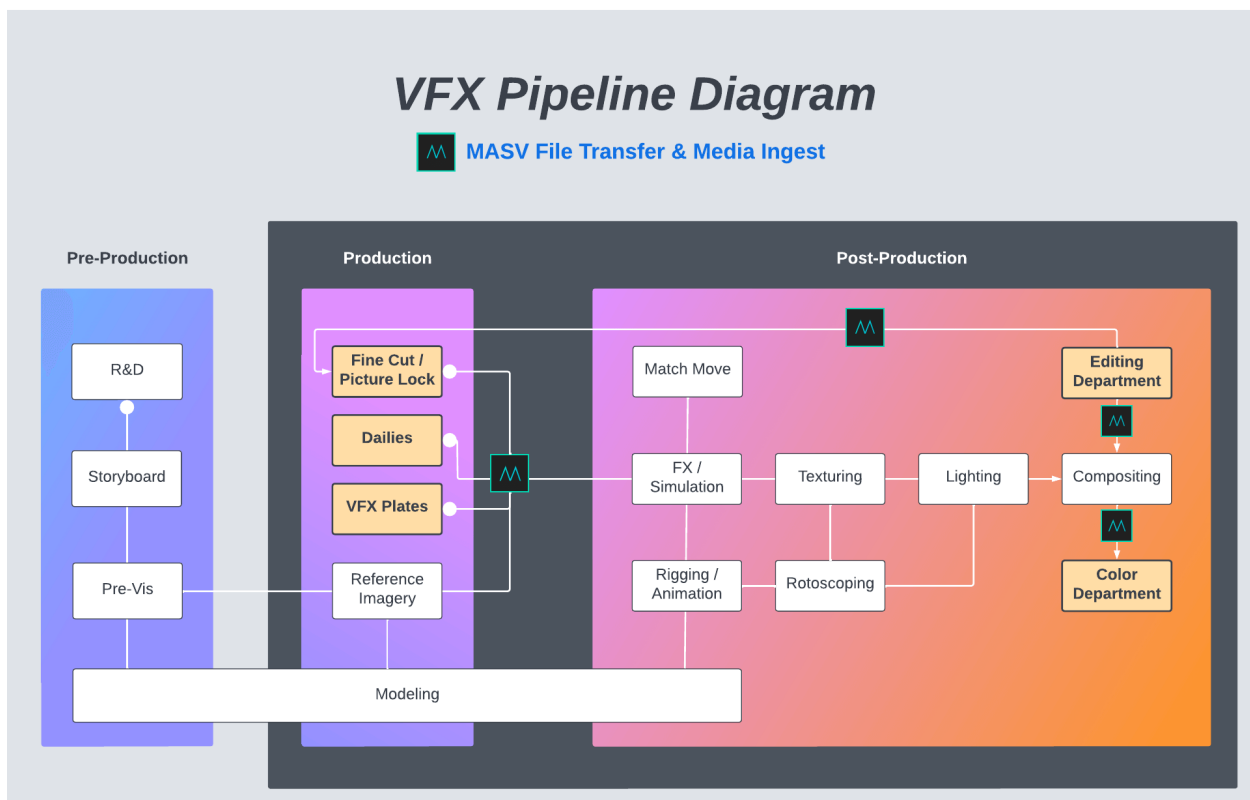 VFX Pipeline Diagram
MASV File Transfer & Media Ingest
Pre-Production
Production
Post-Production
R&D
Storyboard
Pre-Vis
Fine Cut /
Picture Lock
Dailies
VFX Plates
Reference
Imagery
Modeling
Match Move
FX /
Simulation
Rigging /
Animation
Texturing
Rotoscoping
Lighting
Editing
Department
Compositing
Color
Department